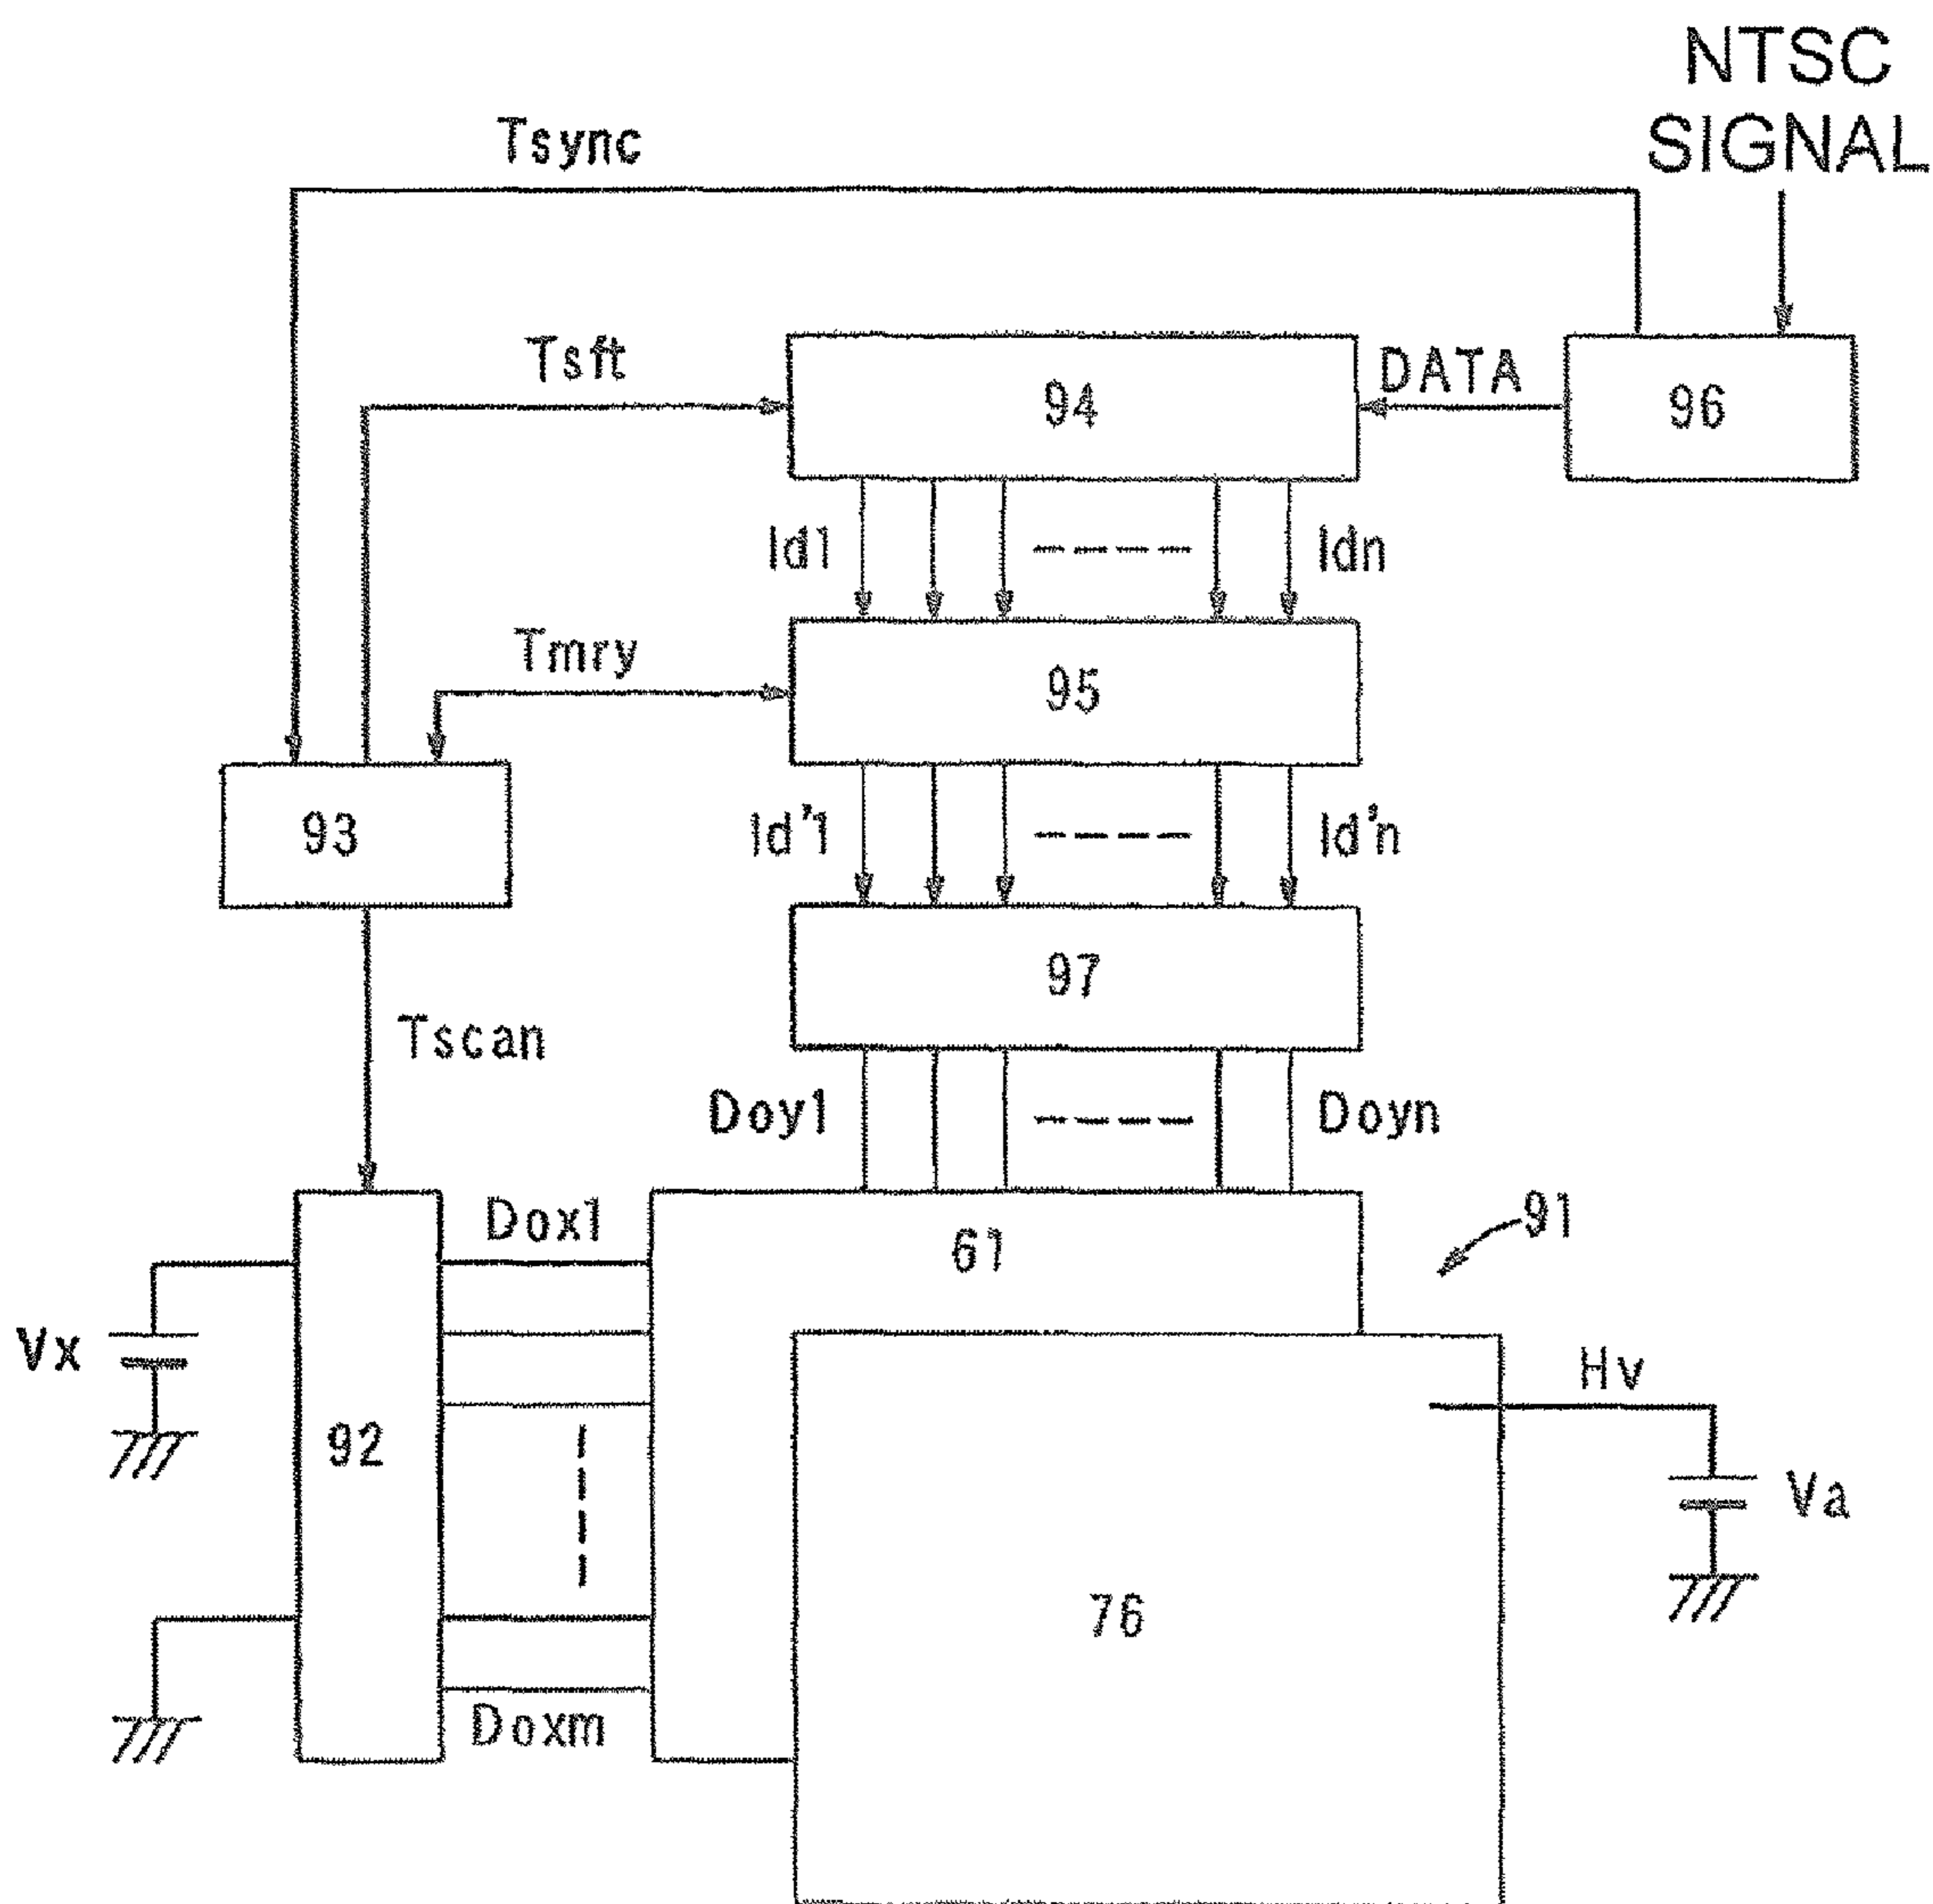 NTSC
SIGNAL
Tsync
Tsft
94
DATA
96
Id1
Idn
Tmry
95
93
Id'1
Id'n
97
Tscan
Doy1
Doyn
Dox1
61
91
Vx
Hv
92
Va
76
Doxm